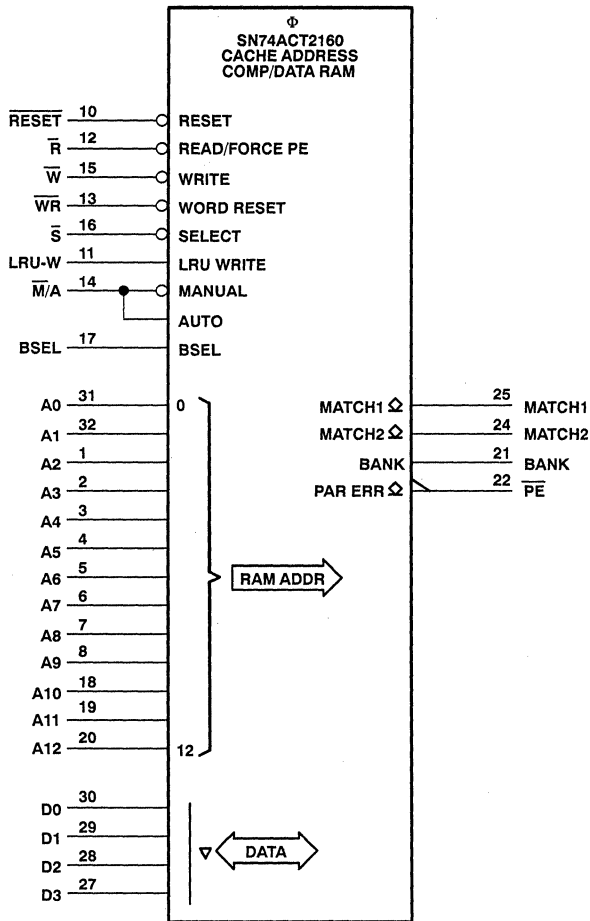 Φ
SN74ACT2160
CACHE ADDRESS
COMP/DATA RAM
R̅E̅S̅E̅T̅ 10 RESET
R̅ 12 READ/FORCE PE
W̅ 15 WRITE
W̅R̅ 13 WORD RESET
S̅ 16 SELECT
LRU-W 11 LRU WRITE
M̅/A 14 MANUAL
AUTO
BSEL 17 BSEL
A0 31 0 MATCH1 25 MATCH1
A1 32 MATCH2 24 MATCH2
A2 1 BANK 21 BANK
A3 2 PAR ERR 22 P̅E̅
A4 3
A5 4
A6 5 RAM ADDR
A7 6
A8 7
A9 8
A10 18
A11 19
A12 20 12
D0 30
D1 29
D2 28 DATA
D3 27